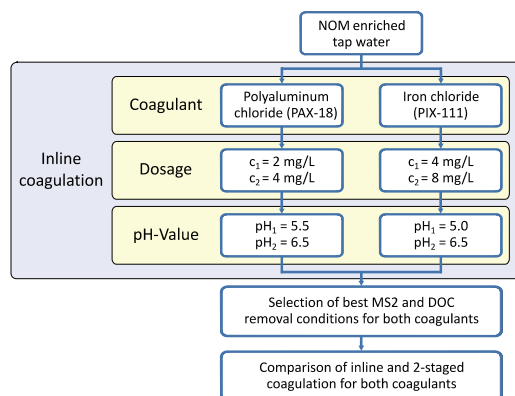 NOM enriched
tap water
Inline
coagulation
Coagulant
Polyaluminum
chloride (PAX-18)
Iron chloride
(PIX-111)
Dosage
c₁ = 2 mg/L
c₂ = 4 mg/L
c₁ = 4 mg/L
c₂ = 8 mg/L
pH-Value
pH₁ = 5.5
pH₂ = 6.5
pH₁ = 5.0
pH₂ = 6.5
Selection of best MS2 and DOC
removal conditions for both coagulants
Comparison of inline and 2-staged
coagulation for both coagulants